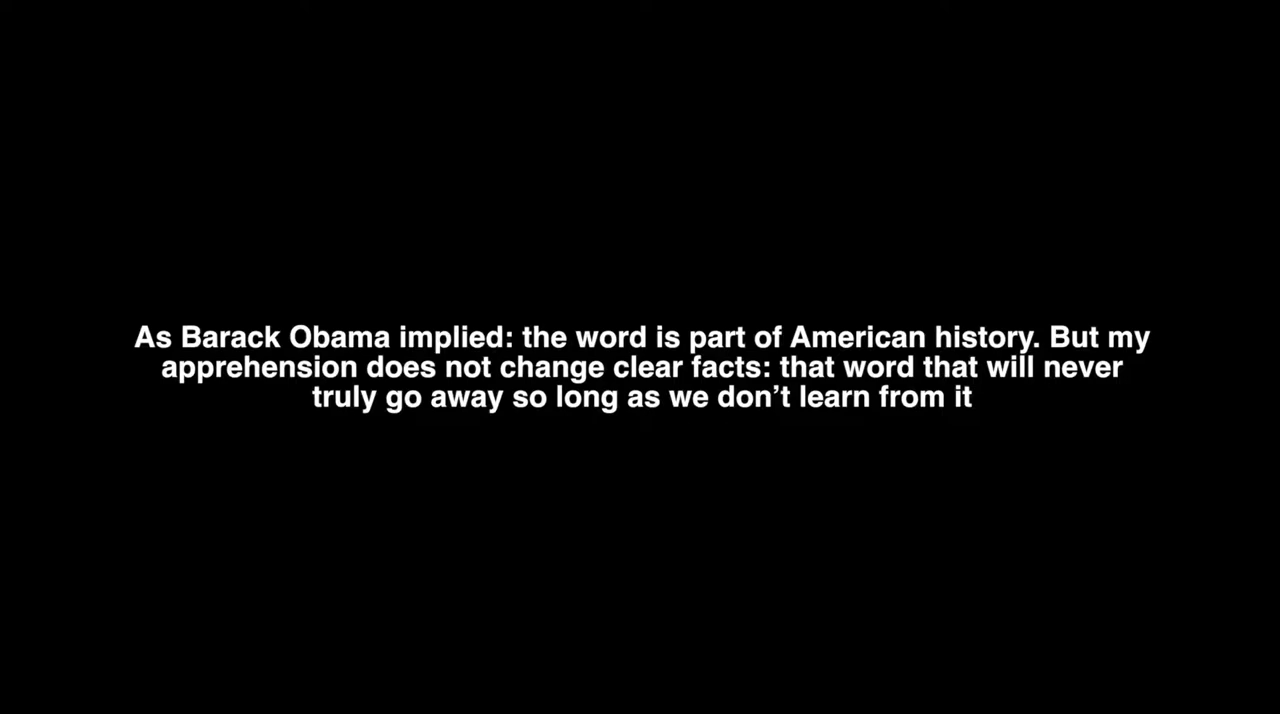 As Barack Obama implied: the word is part of American history. But my
apprehension does not change clear facts: that word that will never
truly go away so long as we don’t learn from it